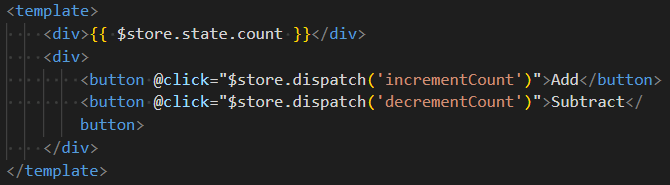 <template>
    <div>{{ $store.state.count }}</div>
    <div>
        <button @click="$store.dispatch('incrementCount')">Add</button>
        <button @click="$store.dispatch('decrementCount')">Subtract</
        button>
    </div>
</template>